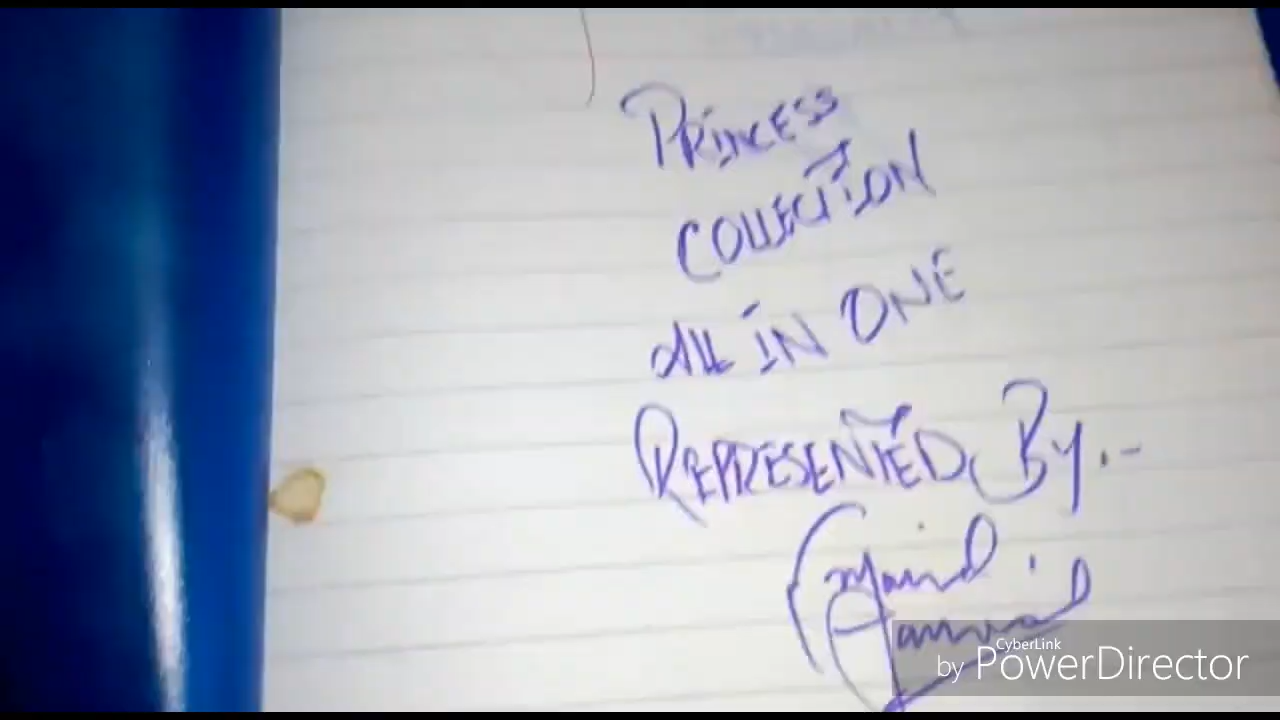 PRINCESS
COLLECTION
ALL IN ONE
REPRESENTED BY.-
CyberLink
by PowerDirector